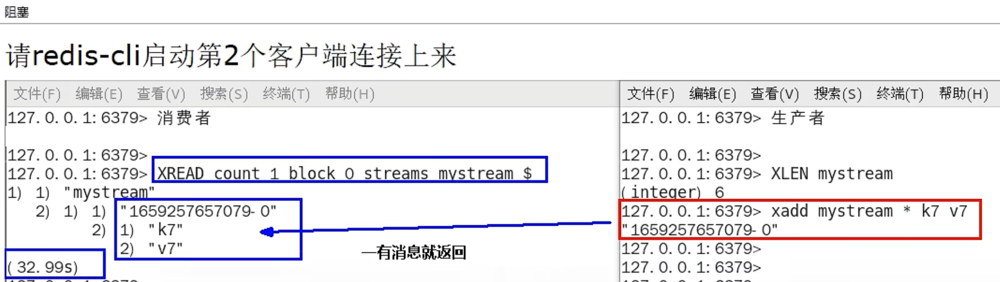 阻塞
请redis-cli启动第2个客户端连接上来
文件(F) 编辑(E) 查看(V) 搜索(S) 终端(T) 帮助(H)
127.0.0.1:6379> 消费者
127.0.0.1:6379>
127.0.0.1:6379> XREAD count 1 block 0 streams mystream $
1) 1) "mystream"
2) 1) 1) "1659257657079-0"
2) 1) "k7"
2) "v7"
(32.99s)
一有消息就返回
文件(F) 编辑(E) 查看(V) 搜索(S) 终端(T) 帮助(H)
127.0.0.1:6379> 生产者
127.0.0.1:6379>
127.0.0.1:6379> XLEN mystream
(integer) 6
127.0.0.1:6379> xadd mystream * k7 v7
"1659257657079-0"
127.0.0.1:6379>
127.0.0.1:6379>